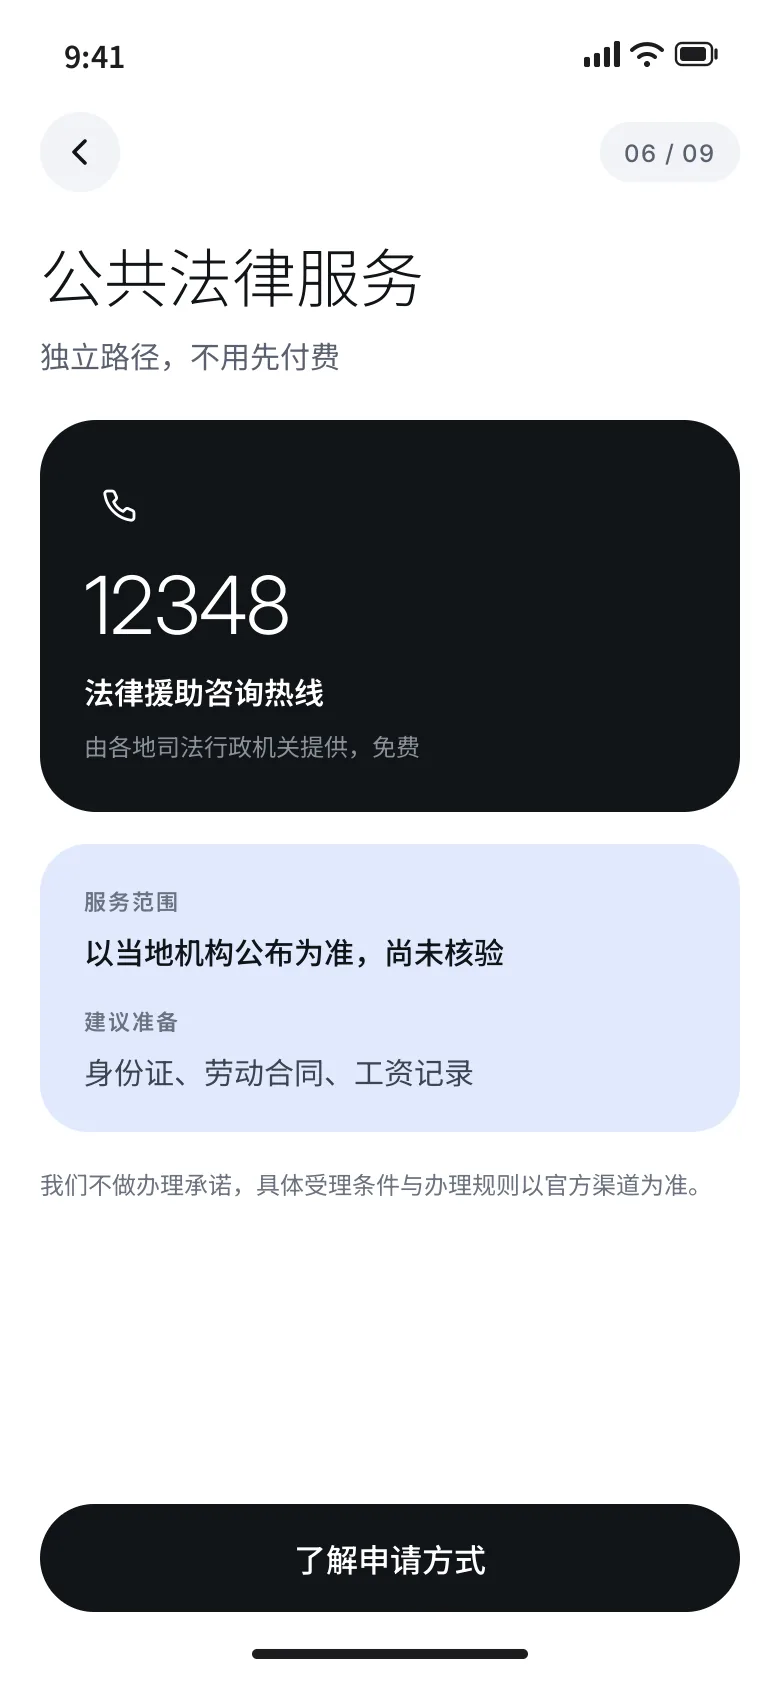 9:41
06 / 09
公共法律服务
独立路径，不用先付费
12348
法律援助咨询热线
由各地司法行政机关提供，免费
服务范围
以当地机构公布为准，尚未核验
建议准备
身份证、劳动合同、工资记录
我们不做办理承诺，具体受理条件与办理规则以官方渠道为准。
了解申请方式